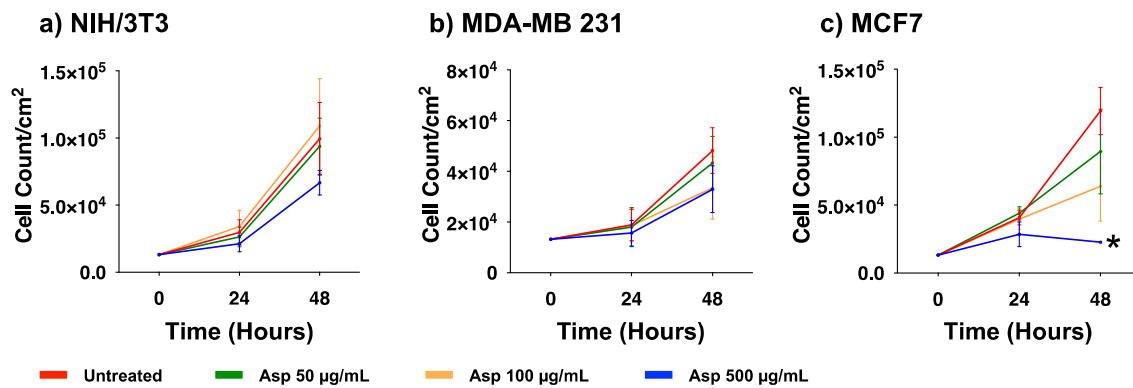 a) NIH/3T3
b) MDA-MB 231
c) MCF7
Cell Count/cm²
1.5×10⁵
1.0×10⁵
5.0×10⁴
0.0
0 24 48
Time (Hours)
Cell Count/cm²
8×10⁴
6×10⁴
4×10⁴
2×10⁴
0
0 24 48
Time (Hours)
Cell Count/cm²
1.5×10⁵
1.0×10⁵
5.0×10⁴
0.0
*
0 24 48
Time (Hours)
Untreated Asp 50 µg/mL Asp 100 µg/mL Asp 500 µg/mL